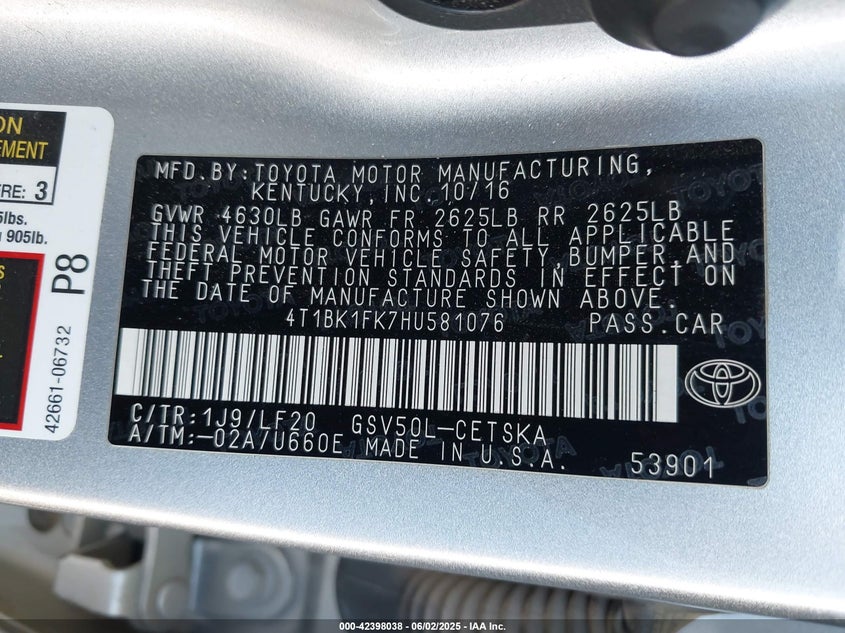 ON
EMENT
RE: 3
5lbs.
905lb.
P8
42661-06732
MFD.BY:TOYOTA MOTOR MANUFACTURING,
KENTUCKY,INC.10/16
GVWR 4630LB GAWR FR 2625LB RR 2625LB
THIS VEHICLE CONFORMS TO ALL APPLICABLE
FEDERAL MOTOR VEHICLE SAFETY,BUMPER,AND
THEFT PREVENTION STANDARDS IN EFFECT ON
THE DATE OF MANUFACTURE SHOWN ABOVE.
4T1BK1FK7HU581076 PASS.CAR
C/TR:1J9/LF20 GSV50L-CETSKA
A/TM:-02A/U660E MADE IN U.S.A. 53901
000-42398038 - 06/02/2025 - IAA Inc.